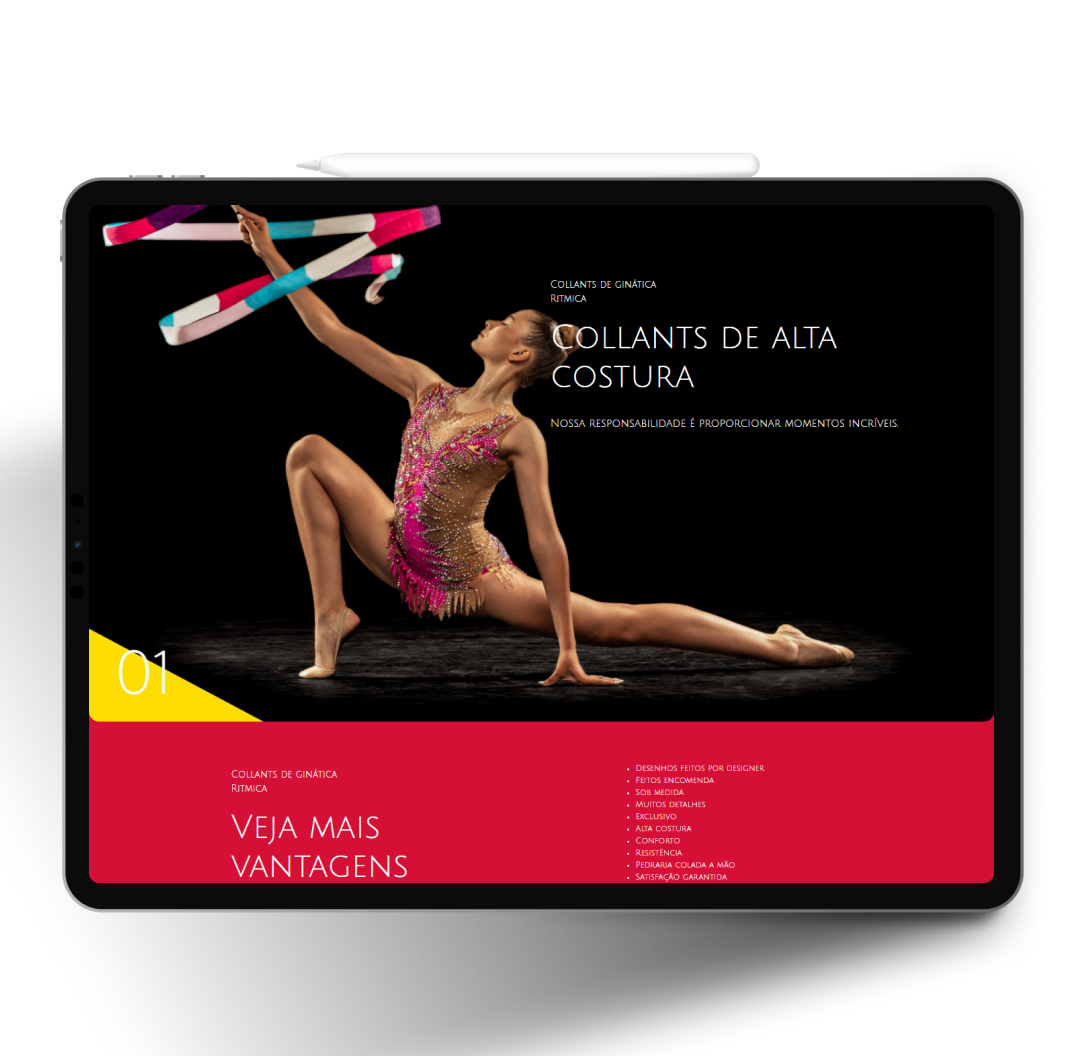 Collants de ginática
Ritmica
Collants de alta
costura
Nossa responsabilidade é proporcionar momentos incríveis.
01
Collants de ginática
Ritmica
Veja mais
vantagens
Desenhos feitos por designer
Feitos encomenda
Sob medida
Muitos detalhes
Exclusivo
Alta costura
Conforto
Resistência
Pedraria colada a mão
Satisfação garantida